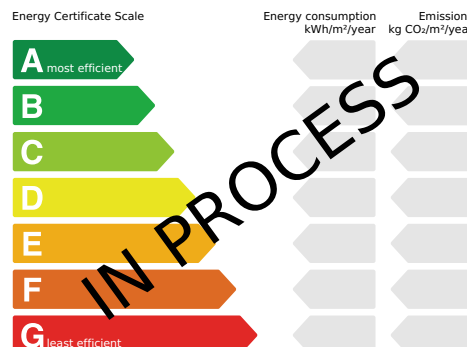 Energy Certificate Scale
Energy consumption
kWh/m²/year
Emission
kg CO₂/m²/year
A most efficient
B
C
D
E
F
G least efficient
IN PROCESS